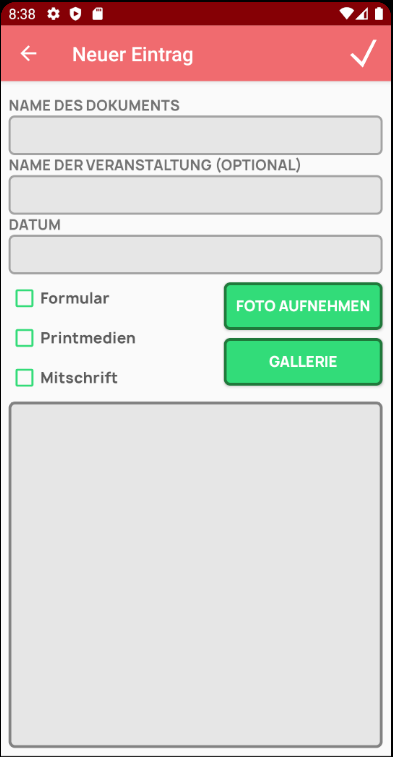 8:38
Neuer Eintrag
NAME DES DOKUMENTS
NAME DER VERANSTALTUNG (OPTIONAL)
DATUM
Formular
FOTO AUFNEHMEN
Printmedien
GALLERIE
Mitschrift